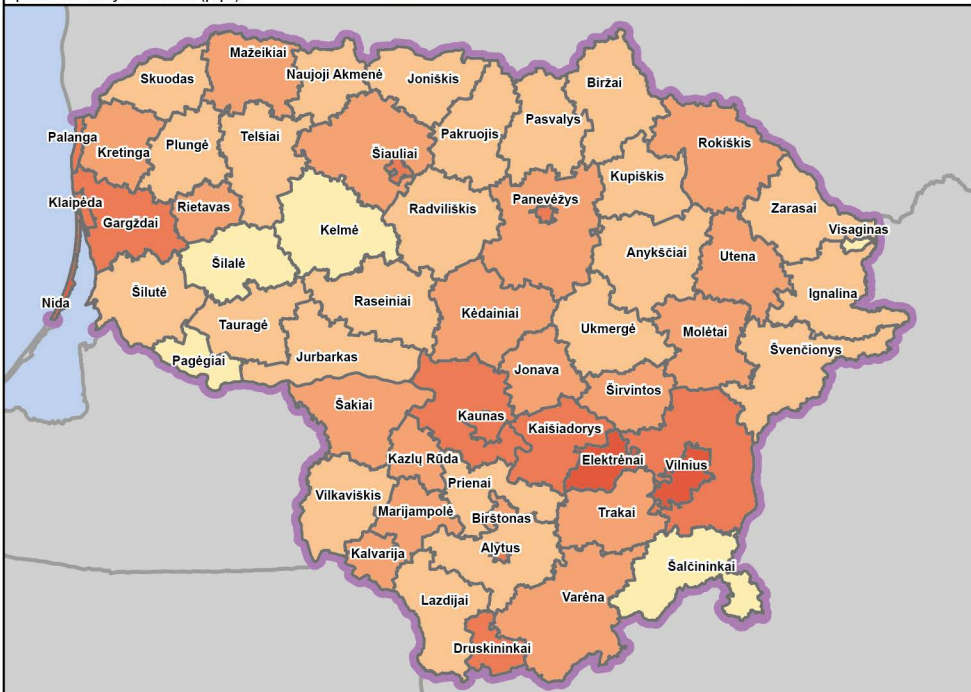 Mažeikiai
Skuodas
Naujoji Akmenė
Joniškis
Biržai
Palanga
Kretinga
Plungė
Telšiai
Šiauliai
Pakruojis
Pasvalys
Rokiškis
Kupiškis
Klaipėda
Gargždai
Rietavas
Kelmė
Radviliškis
Panevėžys
Zarasai
Visaginas
Anykščiai
Utena
Šilalė
Ignalina
Nida
Šilutė
Raseiniai
Tauragė
Kėdainiai
Ukmergė
Molėtai
Švenčionys
Pagėgiai
Jurbarkas
Jonava
Širvintos
Šakiai
Kaunas
Kaišiadorys
Kazlų Rūda
Elektrėnai
Vilnius
Prienai
Vilkaviškis
Marijampolė
Birštonas
Trakai
Kalvarija
Alytus
Šalčininkai
Lazdijai
Varėna
Druskininkai